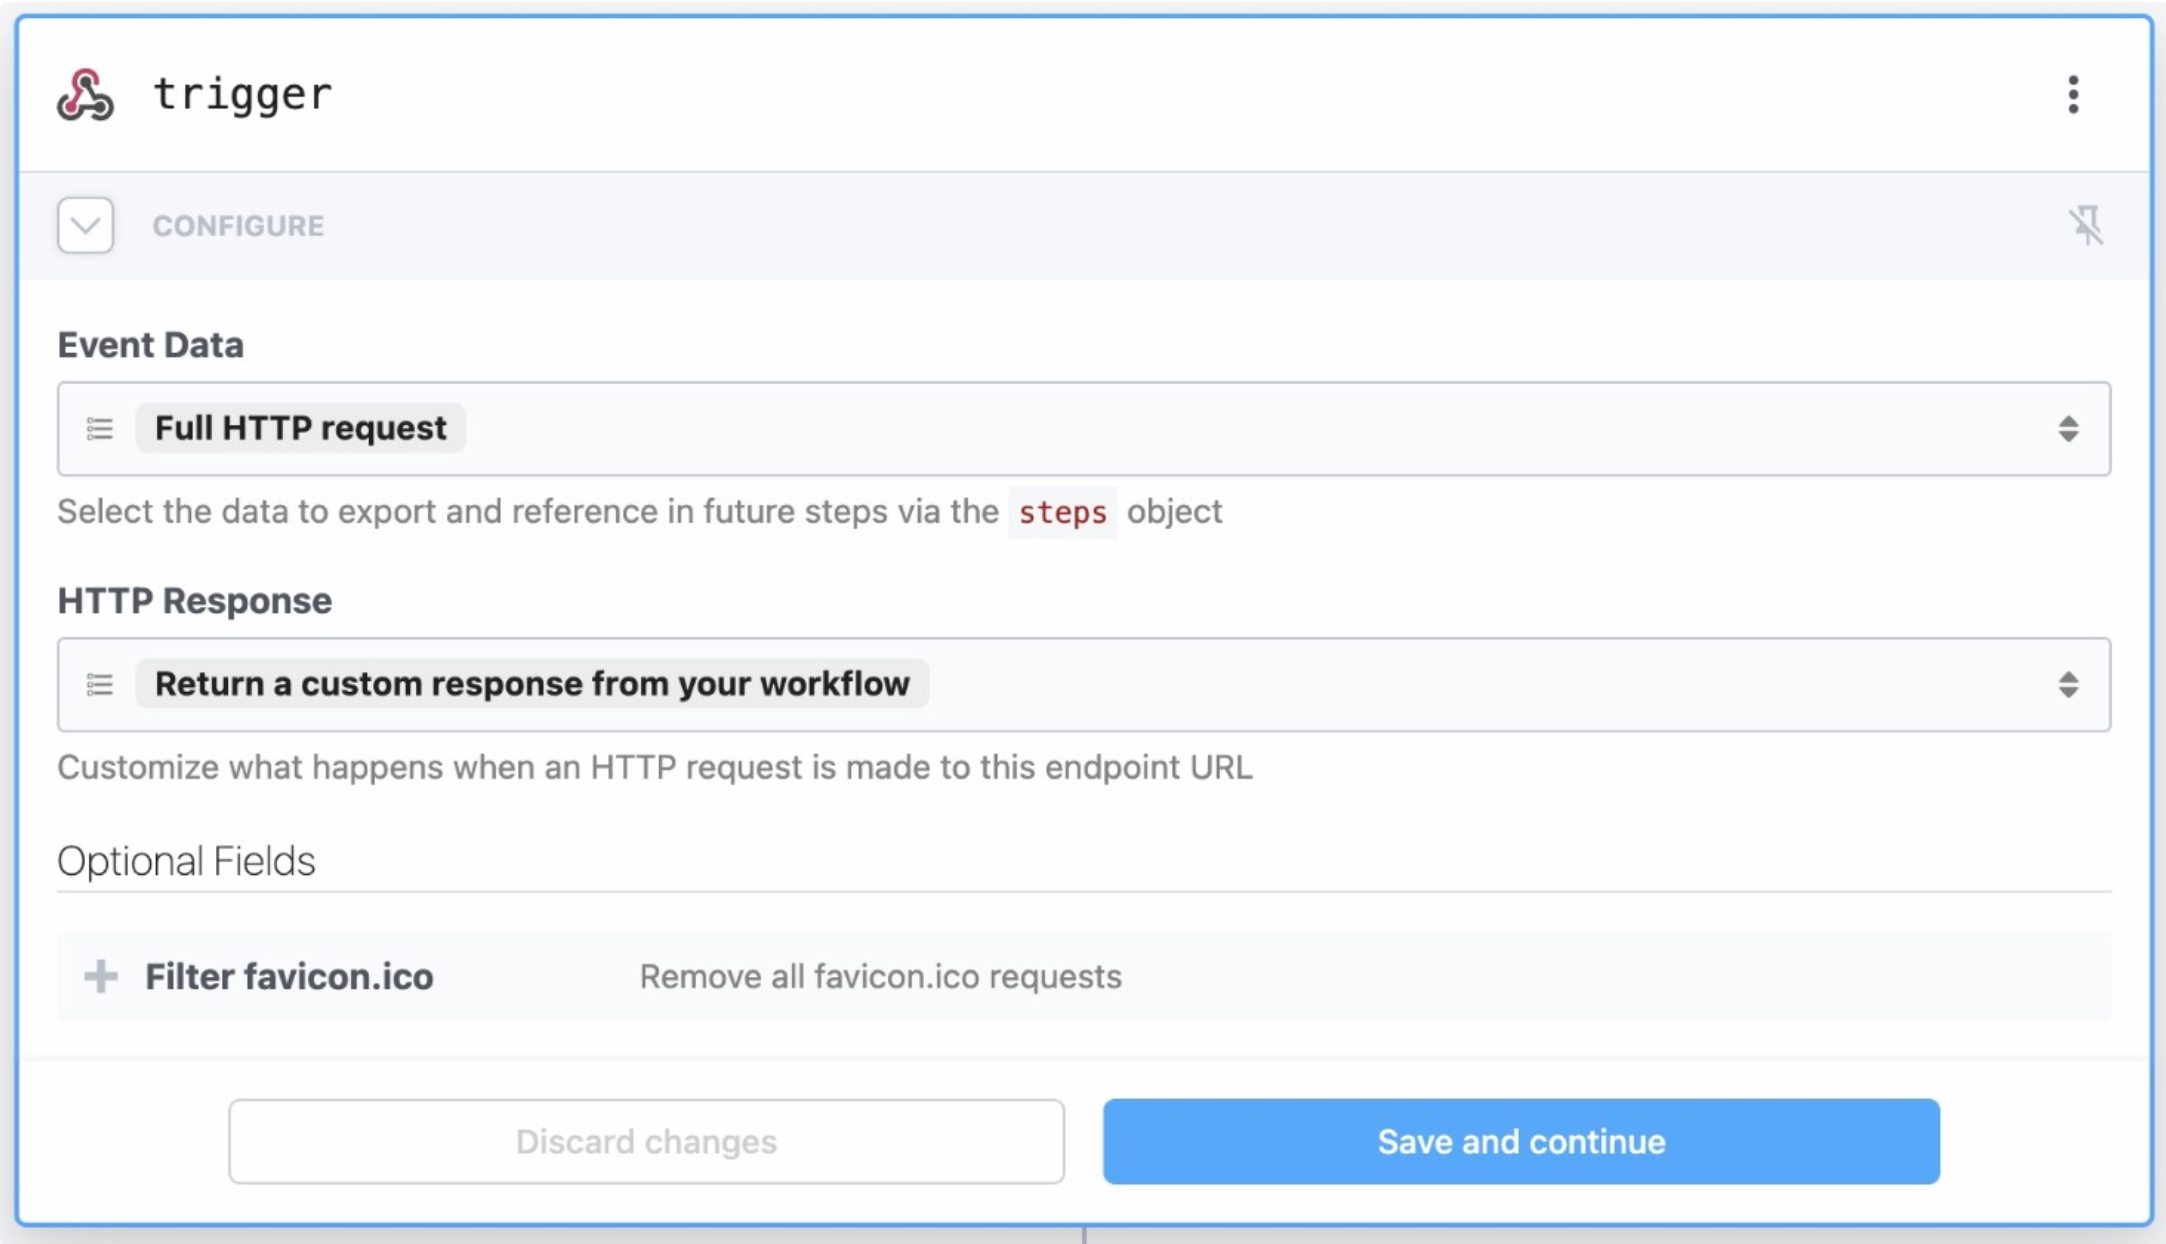 trigger
CONFIGURE
Event Data
Full HTTP request
Select the data to export and reference in future steps via the steps object
HTTP Response
Return a custom response from your workflow
Customize what happens when an HTTP request is made to this endpoint URL
Optional Fields
Filter favicon.ico Remove all favicon.ico requests
Discard changes Save and continue